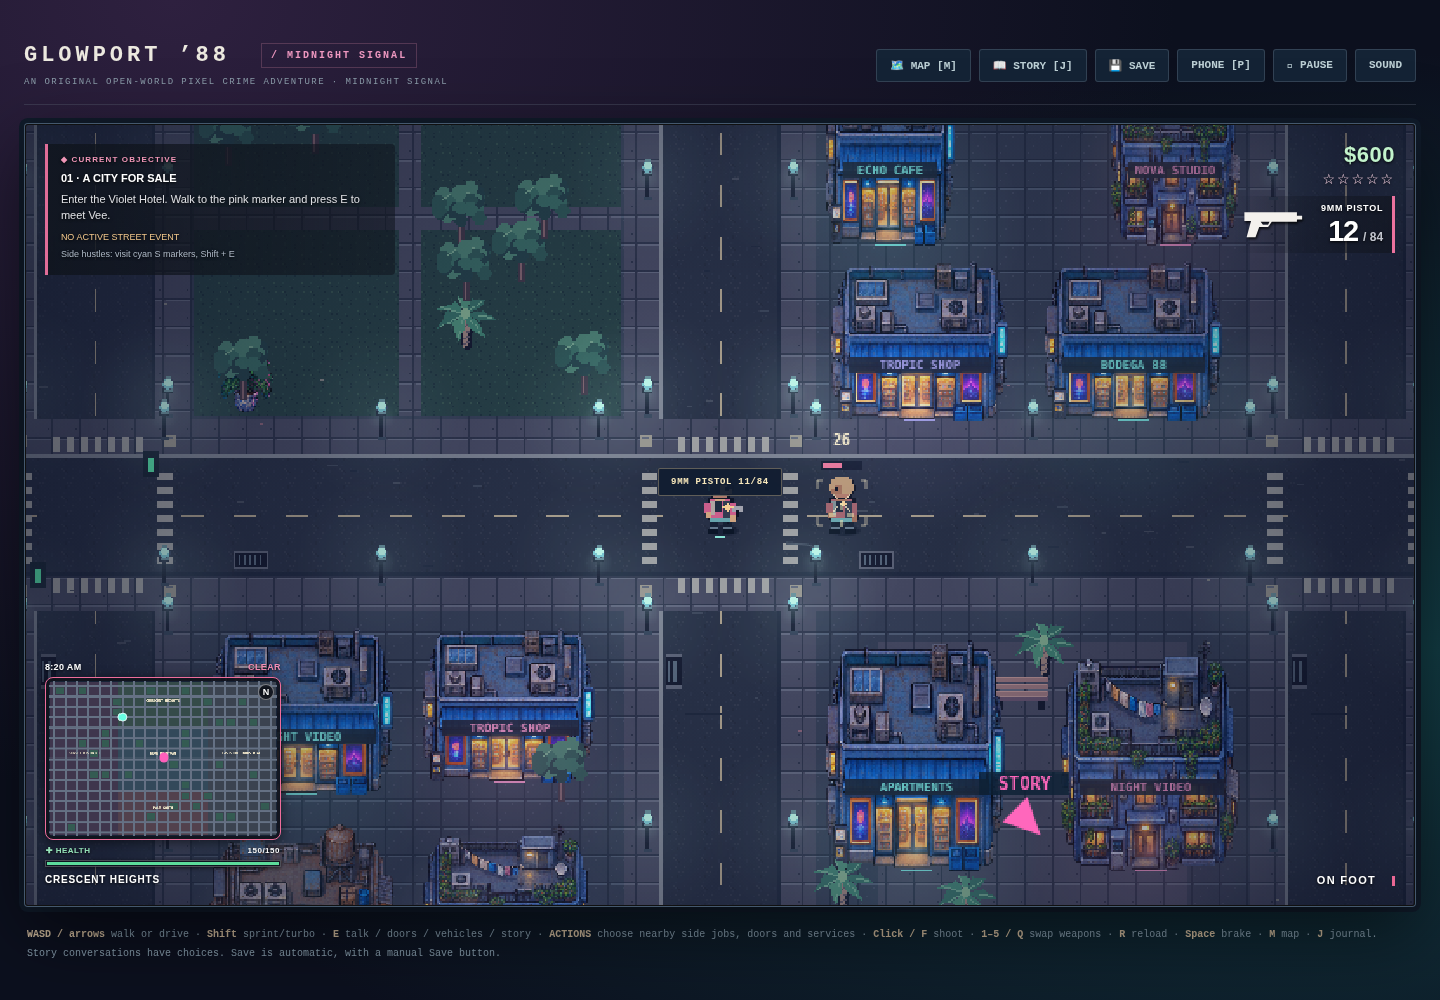 GLOWPORT ’88
/ MIDNIGHT SIGNAL
AN ORIGINAL OPEN-WORLD PIXEL CRIME ADVENTURE · MIDNIGHT SIGNAL
MAP [M]
STORY [J]
SAVE
PHONE [P]
PAUSE
SOUND
◆ CURRENT OBJECTIVE
01 · A CITY FOR SALE
Enter the Violet Hotel. Walk to the pink marker and press E to
meet Vee.
NO ACTIVE STREET EVENT
Side hustles: visit cyan S markers, Shift + E
ECHO CAFE
NOVA STUDIO
$600
☆☆☆☆☆
9MM PISTOL
12 / 84
TROPIC SHOP
BODEGA 88
26
9MM PISTOL 11/84
8:20 AM
CLEAR
N
HT VIDEO
TROPIC SHOP
APARTMENTS
STORY
NIGHT VIDEO
✚ HEALTH
150/150
CRESCENT HEIGHTS
ON FOOT
WASD / arrows walk or drive · Shift sprint/turbo · E talk / doors / vehicles / story · ACTIONS choose nearby side jobs, doors and services · Click / F shoot · 1–5 / Q swap weapons · R reload · Space brake · M map · J journal.
Story conversations have choices. Save is automatic, with a manual Save button.